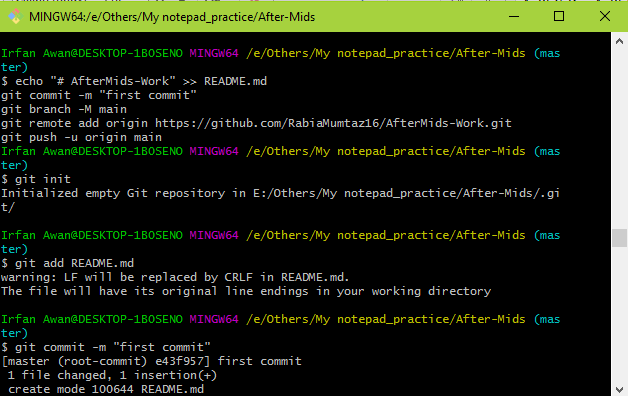 MINGW64:/e/Others/My notepad_practice/After-Mids
Irfan Awan@DESKTOP-1BOSENO MINGW64 /e/Others/My notepad_practice/After-Mids (mas
ter)
$ echo "# AfterMids-Work" >> README.md
git commit -m "first commit"
git branch -M main
git remote add origin https://github.com/RabiaMumtaz16/AfterMids-Work.git
git push -u origin main
Irfan Awan@DESKTOP-1BOSENO MINGW64 /e/Others/My notepad_practice/After-Mids (mas
ter)
$ git init
Initialized empty Git repository in E:/Others/My notepad_practice/After-Mids/.gi
t/
Irfan Awan@DESKTOP-1BOSENO MINGW64 /e/Others/My notepad_practice/After-Mids (mas
ter)
$ git add README.md
warning: LF will be replaced by CRLF in README.md.
The file will have its original line endings in your working directory
Irfan Awan@DESKTOP-1BOSENO MINGW64 /e/Others/My notepad_practice/After-Mids (mas
ter)
$ git commit -m "first commit"
[master (root-commit) e43f957] first commit
 1 file changed, 1 insertion(+)
 create mode 100644 README.md